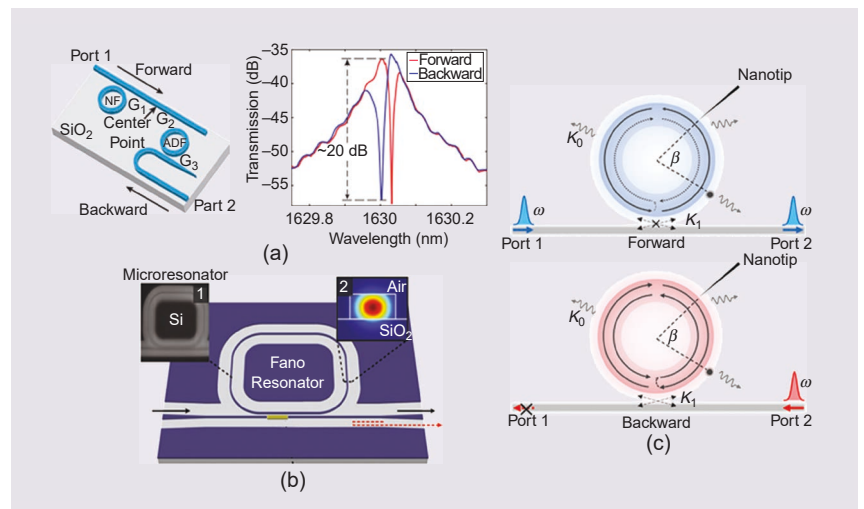 Port 1
Forward
NF
G1
G2
SiO2
Center
Point
ADF
G3
Backward
Part 2
Transmission (dB)
–35
–40
–45
–50
–55
~20 dB
Forward
Backward
1629.8
1630
1630.2
Wavelength (nm)
(a)
Microresonator
1
Si
2
Air
SiO2
Fano
Resonator
(b)
Nanotip
K0
β
K1
ω
ω
Port 1
Forward
Port 2
Nanotip
K0
β
K1
ω
Port 1
Backward
Port 2
(c)